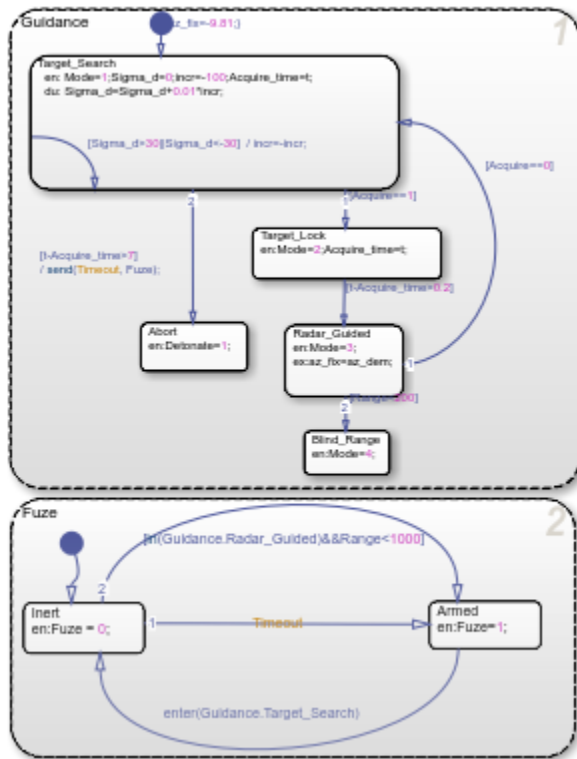 Guidance
1
z_fix=-9.81;}
Target_Search
en: Mode=1;Sigma_d=0;incr=-100;Acquire_time=t;
du: Sigma_d=Sigma_d+0.01*incr;
[Sigma_d>30||Sigma_d<-30] / incr=-incr;
[Acquire==0]
2
1
[Acquire==1]
Target_Lock
en:Mode=2;Acquire_time=t;
[t-Acquire_time>7]
/ send(Timeout, Fuze);
[t-Acquire_time>0.2]
Abort
en:Detonate=1;
Radar_Guided
en:Mode=3;
ex:az_fix=az_dem;
1
2
Blind_Range
en:Mode=4;
Fuze
2
[in(Guidance.Radar_Guided)&&Range<1000]
2
Inert
en:Fuze = 0;
1
Timeout
Armed
en:Fuze=1;
enter(Guidance.Target_Search)